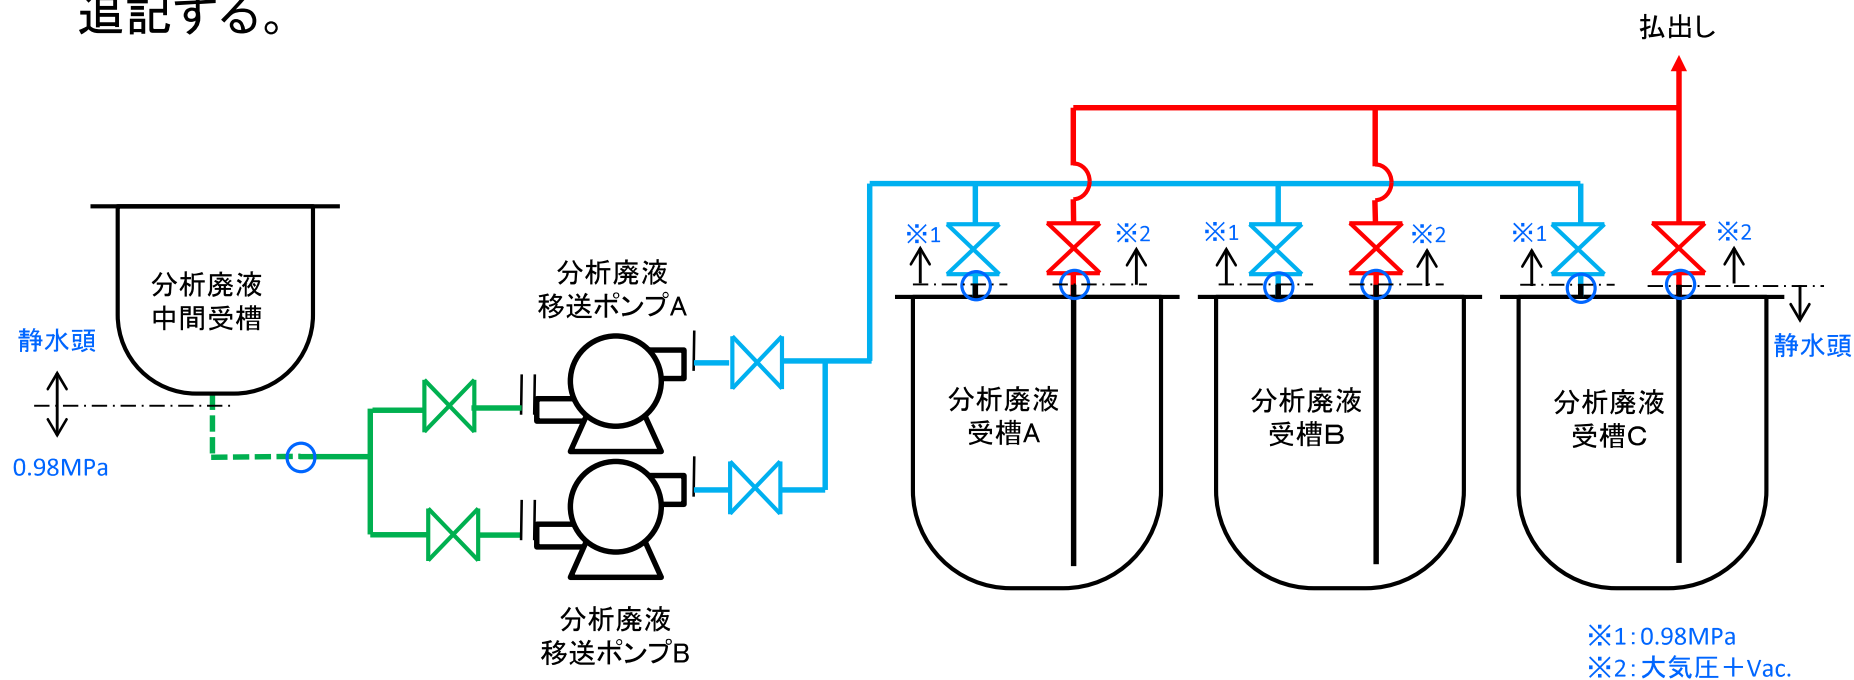 追記する。
払出し
※1
※2
※1
※2
※1
※2
分析廃液
中間受槽
分析廃液
移送ポンプA
静水頭
静水頭
0.98MPa
分析廃液
受槽A
分析廃液
受槽B
分析廃液
受槽C
分析廃液
移送ポンプB
※1：0.98MPa
※2：大気圧＋Vac.